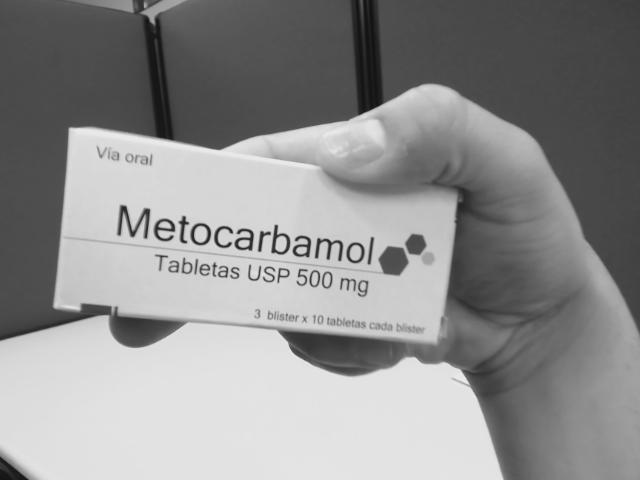 Vía oral
Metocarbamol
Tabletas USP 500 mg
3 blister x 10 tabletas cada blister